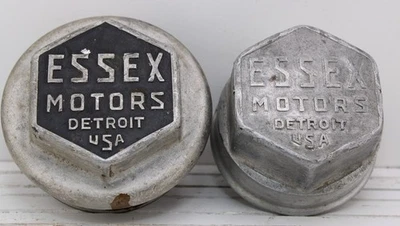 ESSEX
MOTORS
DETROIT
USA
ESSEX
MOTORS
DETROIT
USA